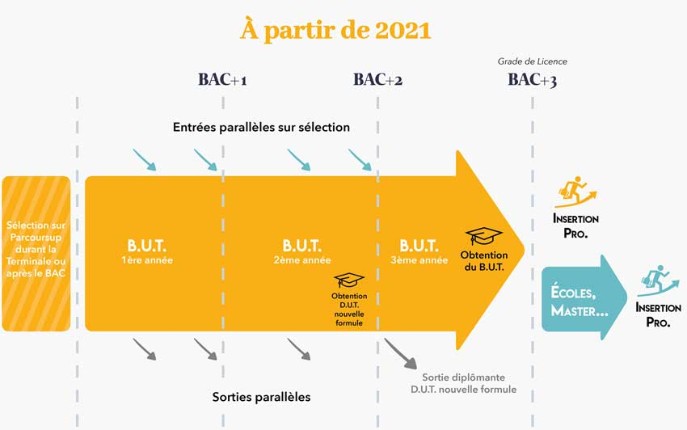 À partir de 2021
Grade de Licence
BAC+1
BAC+2
BAC+3
Entrées parallèles sur sélection
Sélection sur
Parcoursup
durant la
Terminale ou
après le BAC
B.U.T.
1ère année
B.U.T.
2ème année
Obtention
D.U.T.
nouvelle
formule
B.U.T.
3ème année
Obtention
du B.U.T.
Insertion
Pro.
Écoles,
Master...
Insertion
Pro.
Sorties parallèles
Sortie diplômante
D.U.T. nouvelle formule